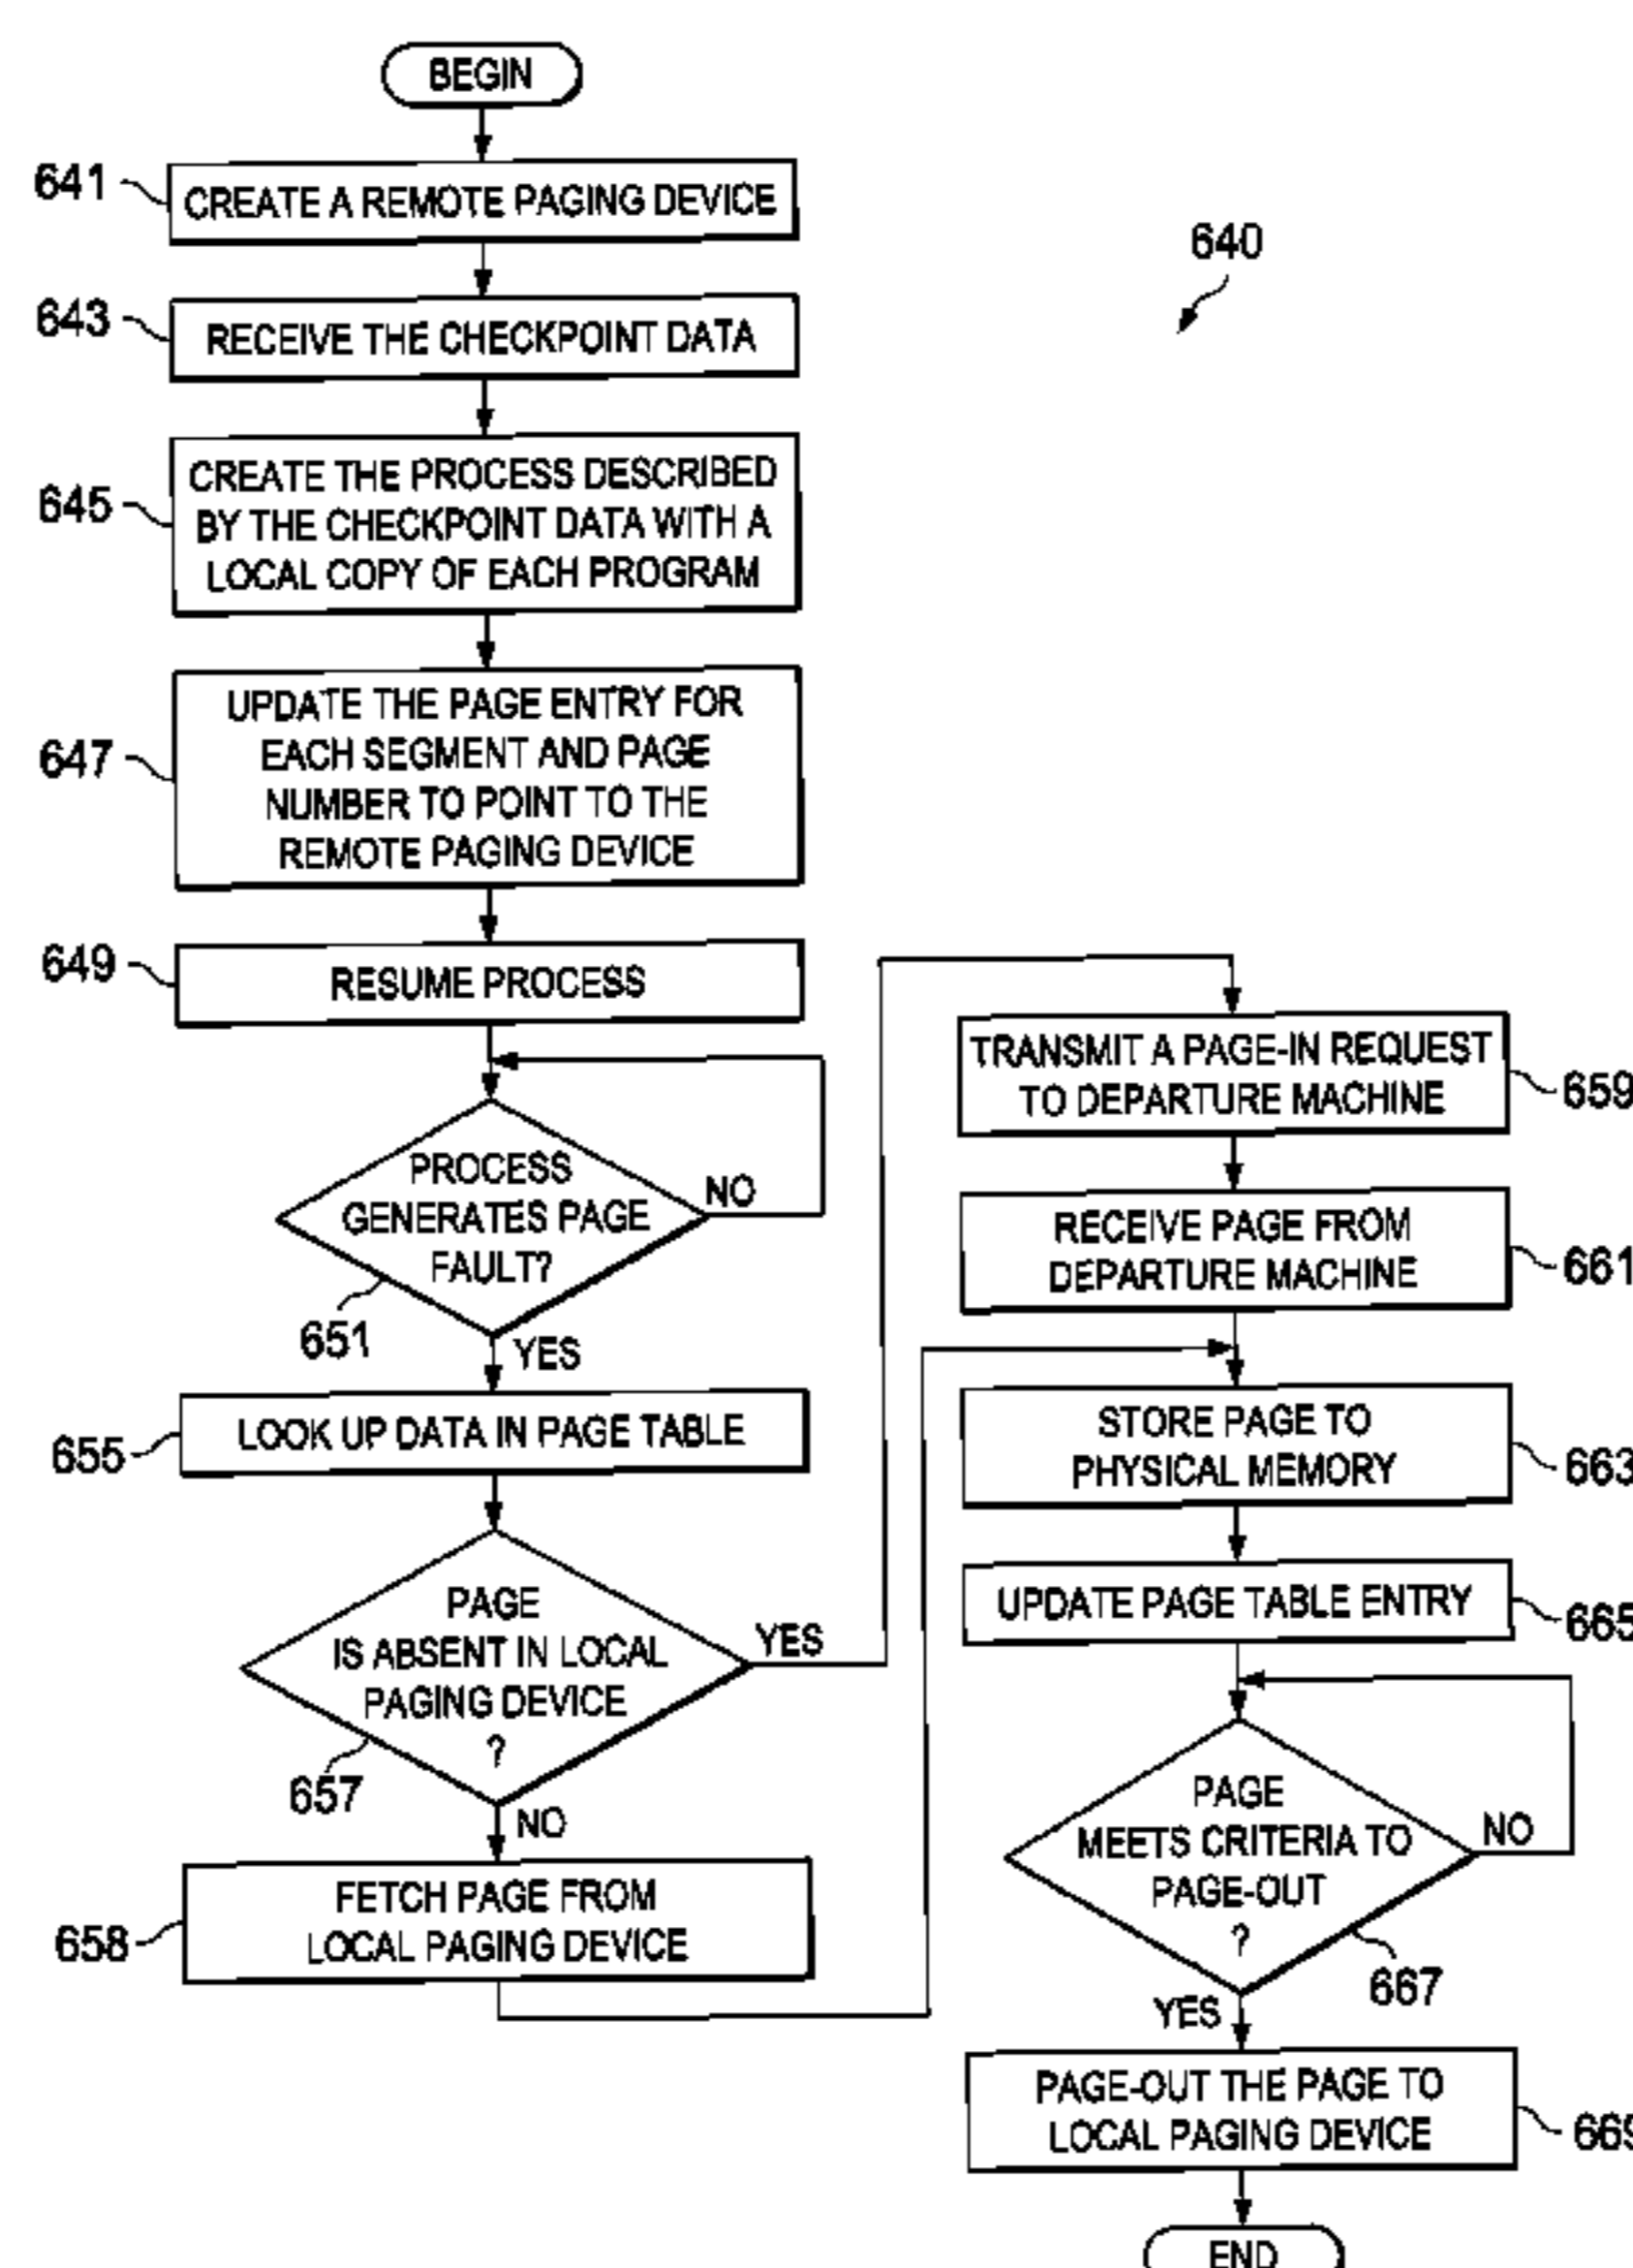 BEGIN
641
CREATE A REMOTE PAGING DEVICE
640
643
RECEIVE THE CHECKPOINT DATA
645
CREATE THE PROCESS DESCRIBED
BY THE CHECKPOINT DATA WITH A
LOCAL COPY OF EACH PROGRAM
647
UPDATE THE PAGE ENTRY FOR
EACH SEGMENT AND PAGE
NUMBER TO POINT TO THE
REMOTE PAGING DEVICE
649
RESUME PROCESS
PROCESS
GENERATES PAGE
FAULT?
NO
651
YES
655
LOOK UP DATA IN PAGE TABLE
PAGE
IS ABSENT IN LOCAL
PAGING DEVICE
?
YES
657
NO
658
FETCH PAGE FROM
LOCAL PAGING DEVICE
TRANSMIT A PAGE-IN REQUEST
TO DEPARTURE MACHINE
659
RECEIVE PAGE FROM
DEPARTURE MACHINE
661
STORE PAGE TO
PHYSICAL MEMORY
663
UPDATE PAGE TABLE ENTRY
665
PAGE
MEETS CRITERIA TO
PAGE-OUT
?
NO
667
YES
PAGE-OUT THE PAGE TO
LOCAL PAGING DEVICE
669
END